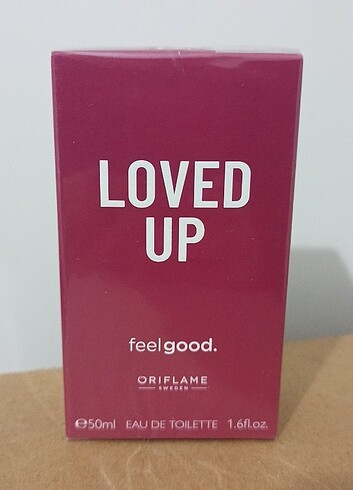 LOVED
UP
feelgood.
ORIFLAME
SWEDEN
℮50ml EAU DE TOILETTE 1.6fl.oz.